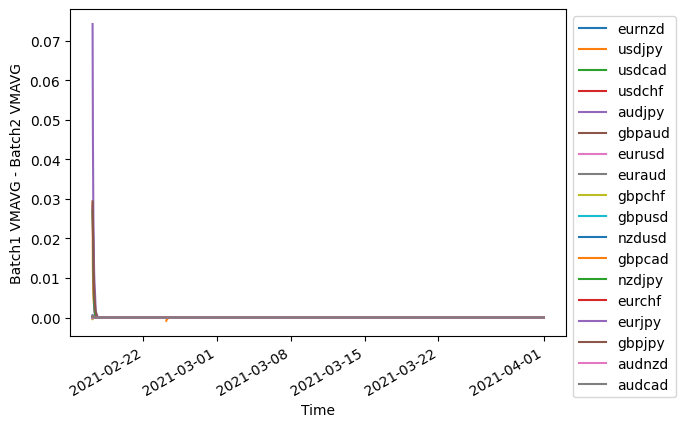 0.07
0.06
0.05
0.04
0.03
0.02
0.01
0.00
Batch1 VMAVG - Batch2 VMAVG
2021-02-22
2021-03-01
2021-03-08
2021-03-15
2021-03-22
2021-04-01
Time
eurnzd
usdjpy
usdcad
usdchf
audjpy
gbpaud
eurusd
euraud
gbpchf
gbpusd
nzdusd
gbpcad
nzdjpy
eurchf
eurjpy
gbpjpy
audnzd
audcad